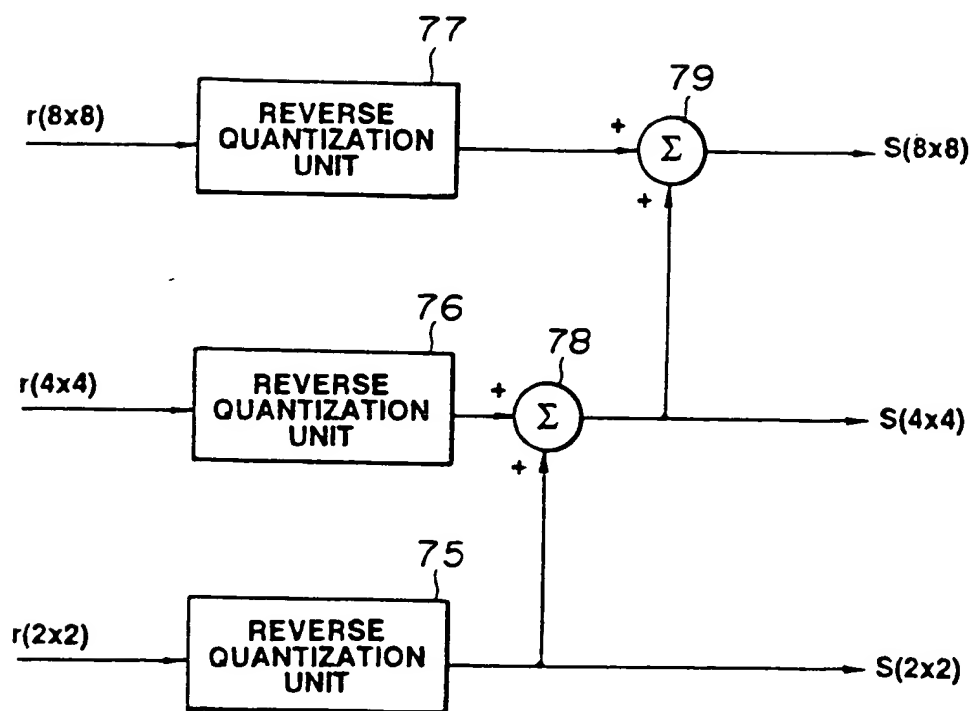 77
79
r(8x8)
REVERSE
QUANTIZATION
UNIT
+
Σ
S(8x8)
+
76
78
r(4x4)
REVERSE
QUANTIZATION
UNIT
+
Σ
S(4x4)
+
75
r(2x2)
REVERSE
QUANTIZATION
UNIT
S(2x2)